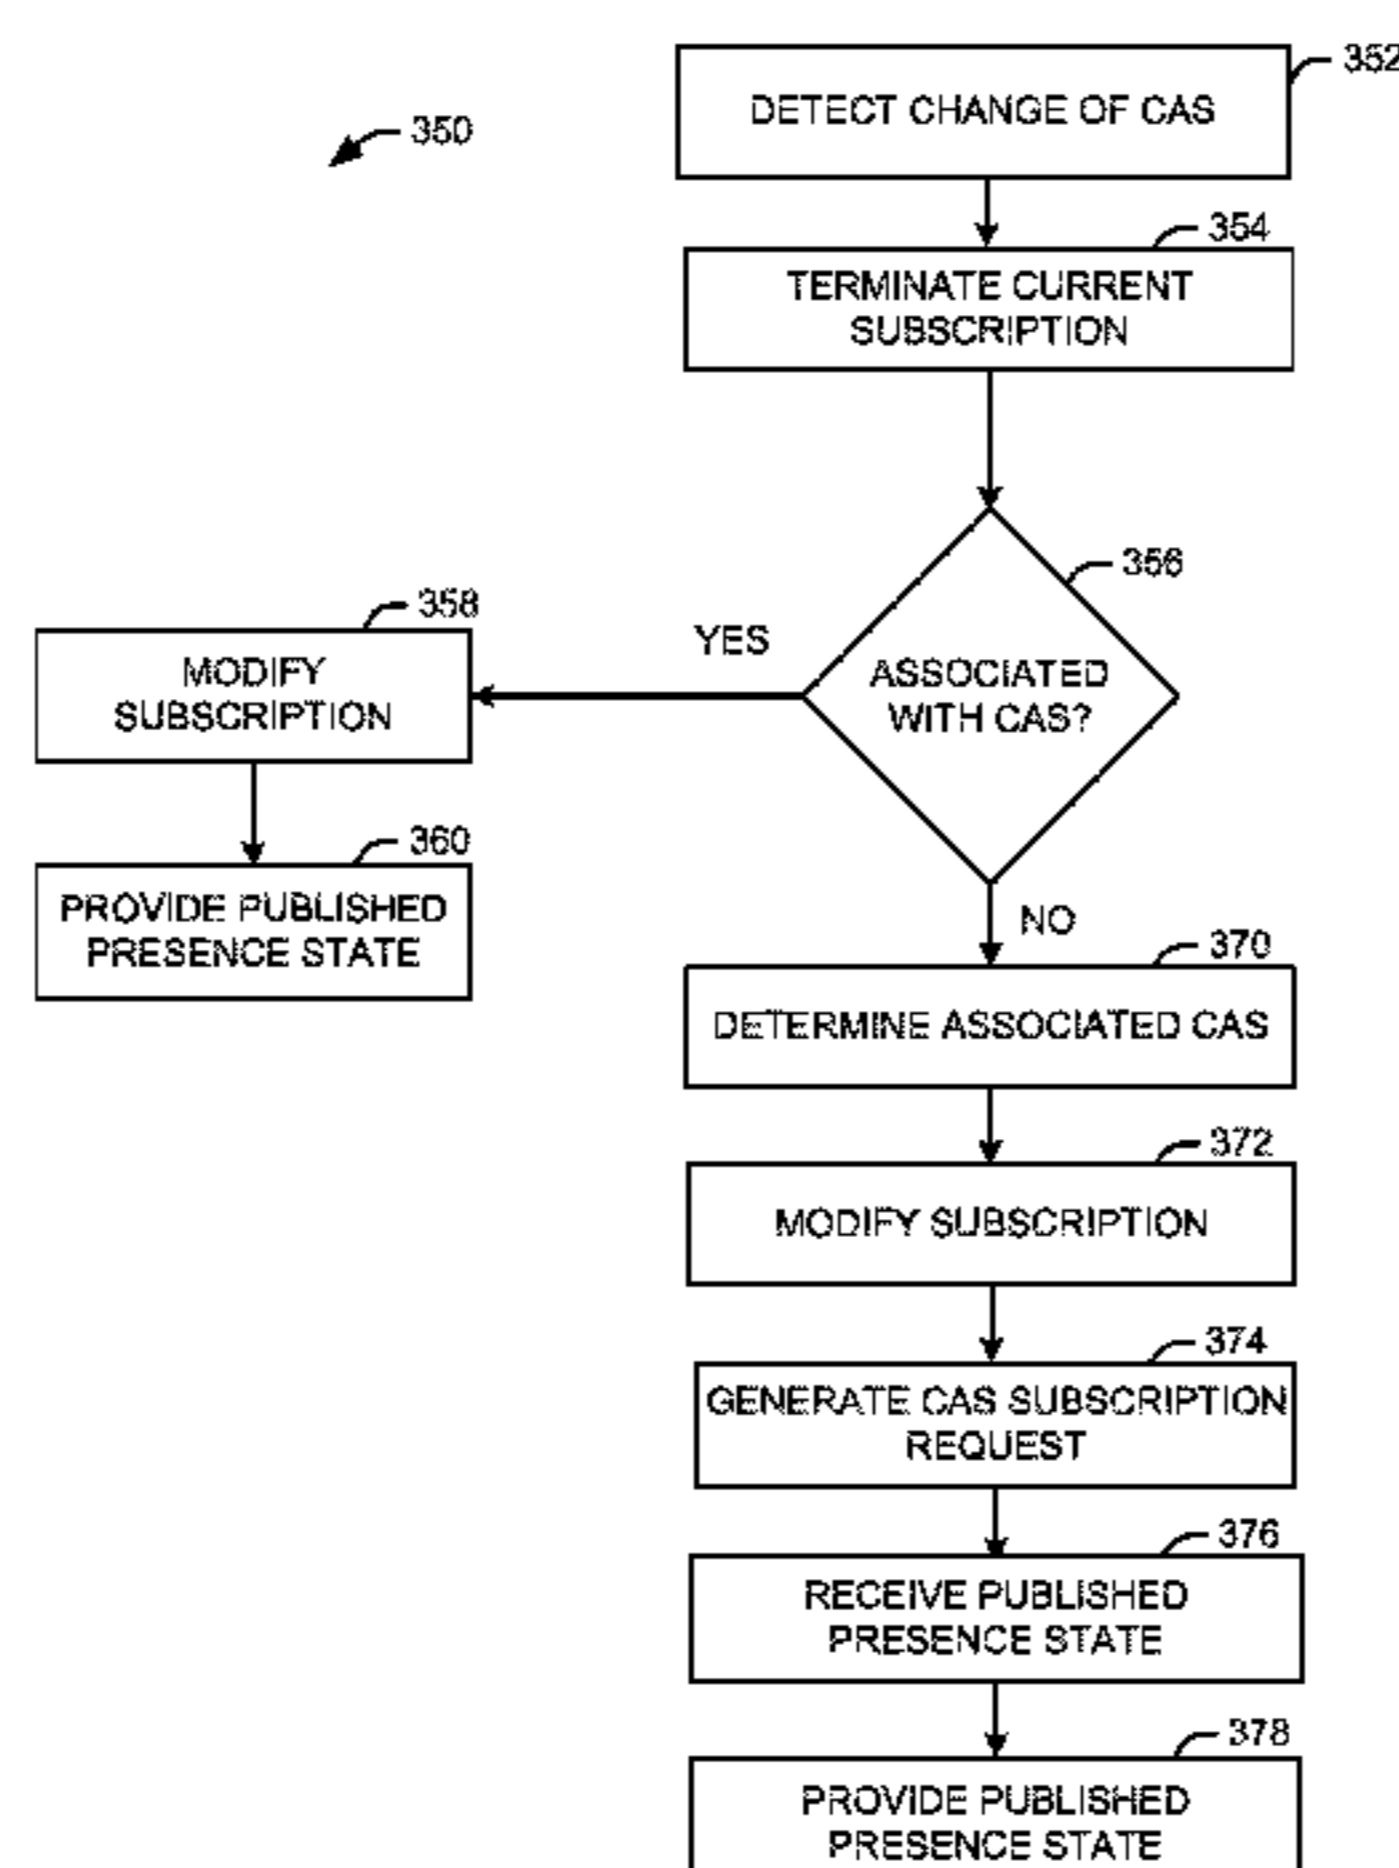 352
DETECT CHANGE OF CAS
350
354
TERMINATE CURRENT
SUBSCRIPTION
356
ASSOCIATED
WITH CAS?
YES
358
MODIFY
SUBSCRIPTION
360
PROVIDE PUBLISHED
PRESENCE STATE
NO
370
DETERMINE ASSOCIATED CAS
372
MODIFY SUBSCRIPTION
374
GENERATE CAS SUBSCRIPTION
REQUEST
376
RECEIVE PUBLISHED
PRESENCE STATE
378
PROVIDE PUBLISHED
PRESENCE STATE